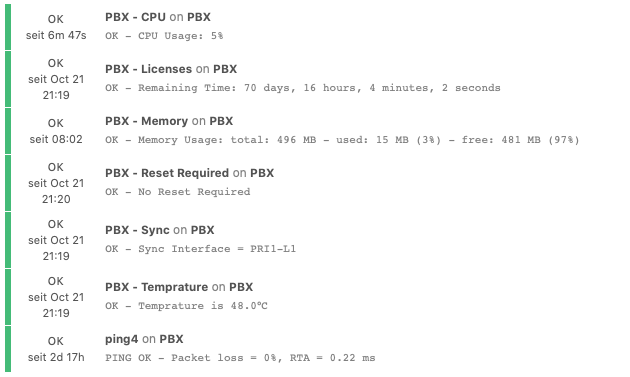 OK
seit 6m 47s
PBX - CPU on PBX
OK - CPU Usage: 5%
OK
seit Oct 21
21:19
PBX - Licenses on PBX
OK - Remaining Time: 70 days, 16 hours, 4 minutes, 2 seconds
OK
seit 08:02
PBX - Memory on PBX
OK - Memory Usage: total: 496 MB - used: 15 MB (3%) - free: 481 MB (97%)
OK
seit Oct 21
21:20
PBX - Reset Required on PBX
OK - No Reset Required
OK
seit Oct 21
21:19
PBX - Sync on PBX
OK - Sync Interface = PRI1-L1
OK
seit Oct 21
21:19
PBX - Temprature on PBX
OK - Temprature is 48.0°C
OK
seit 2d 17h
ping4 on PBX
PING OK - Packet loss = 0%, RTA = 0.22 ms